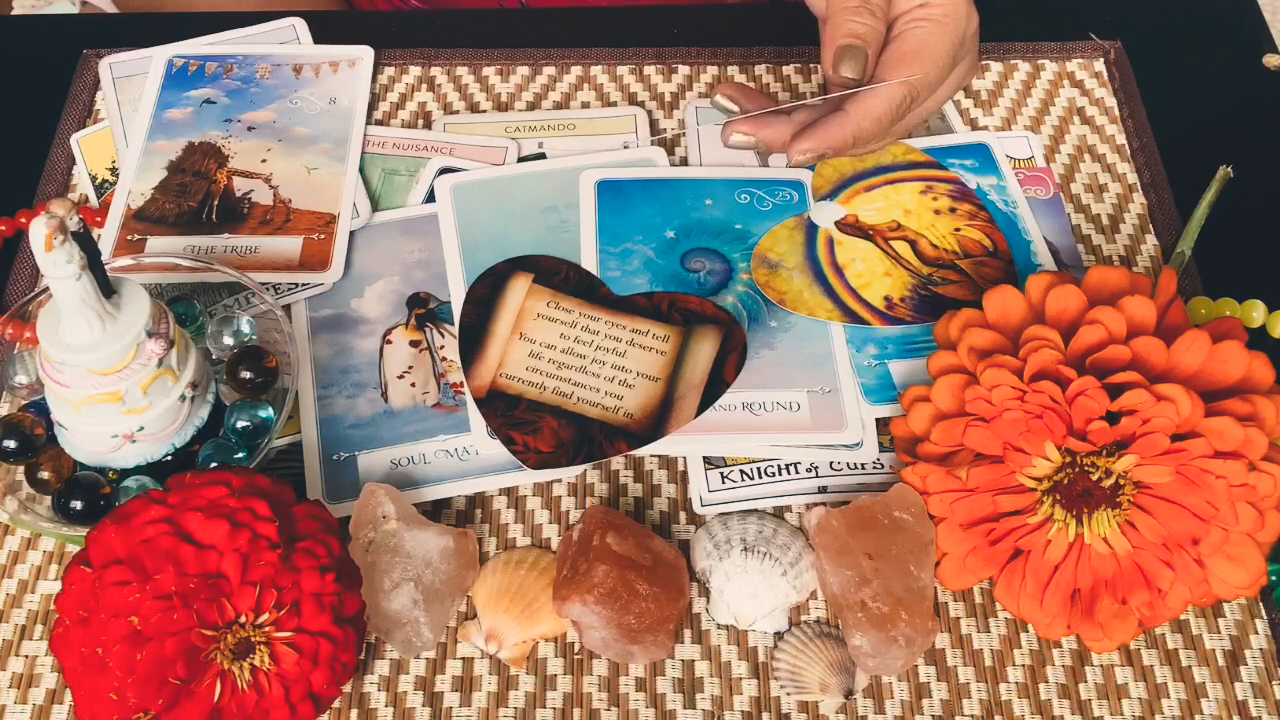 8
THE TRIBE
THE NUISANCE
CATMANDO
25
Close your eyes and tell
yourself that you deserve
to feel joyful.
You can allow joy into your
life regardless of the
circumstances you
currently find yourself in.
SOUL MAT
AND ROUND
KNIGHT of CUPS.